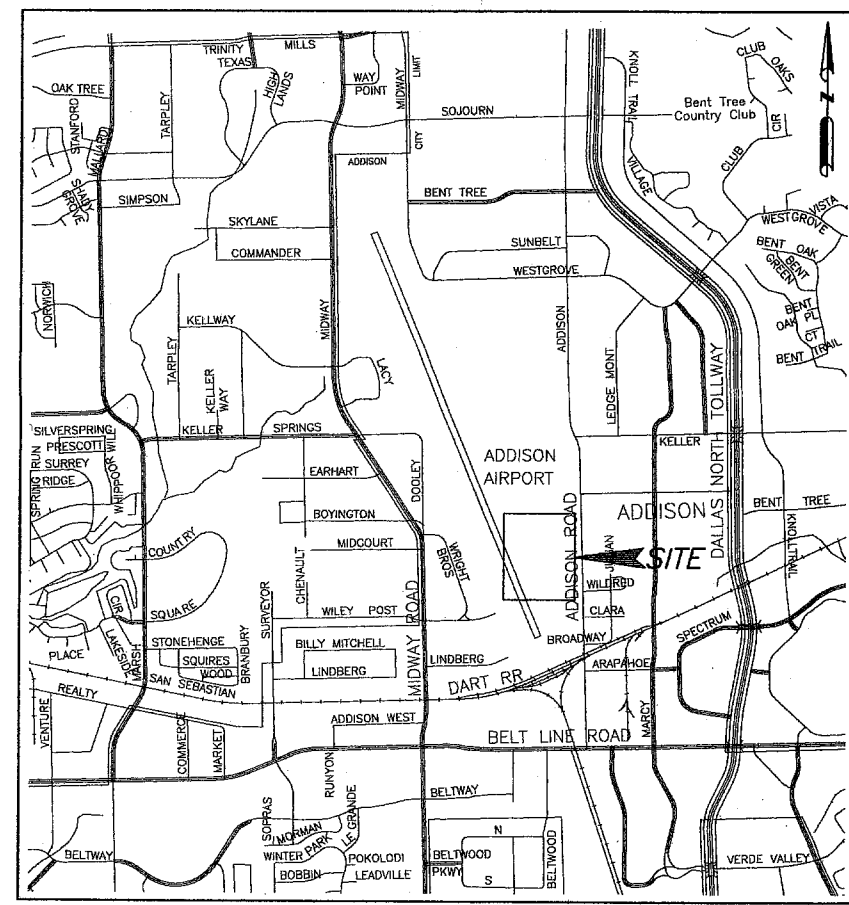 TRINITY MILLS
TEXAS
HIGH LANDS
WAY POINT
MIDWAY
LIMIT
CITY
ADDISON
OAK TREE
STANFORD
MALLARD
TARPLEY
SHADY GROVE
SIMPSON
SOJOURN
KNOLL TRAIL
VILLAGE
CLUB OAKS
CIR
Bent Tree
Country Club
CLUB
BENT TREE
SKYLANE
COMMANDER
SUNBELT
WESTGROVE
WESTGROVE
VISTA
BENT OAK
BENT GREEN
BENT OAK PL
CT
BENT TRAIL
NORWICH
TARPLEY
KELLWAY
KELLER WAY
MIDWAY
LACY
ADDISON
LEDGE MONT
DALLAS NORTH TOLLWAY
KELLER SPRINGS
KELLER
SILVERSPRING
PRESCOTT
SURREY
RIDGE
SPRING RUN
WHIPPOOR WILL
EARHART
DOOLEY
ADDISON
AIRPORT
BOYINGTON
MIDCOURT
CHENAULT
WRIGHT BROS
ADDISON
ADDISON ROAD
BENT TREE
KNOLLTRAIL
SITE
COUNTRY
SQUARE
CIR
LAKESIDE
PLACE
MARSH
SURVEYOR
WILEY POST
MIDWAY ROAD
WILDRED
CLARA
BROADWAY
SPECTRUM
STONEHENGE
SQUIRES
WOOD
BRANBURY
BILLY MITCHELL
LINDBERG
LINDBERG
ARAPAHOE
SAN SEBASTIAN
REALTY
DART RR
MARCY
VENTURE
COMMERCE
MARKET
ADDISON WEST
BELT LINE ROAD
RUNYON
SOPRAS
LE GRANDE
MORMAN
WINTER PARK
BOBBIN
POKOLODI
LEADVILLE
BELTWAY
BELTWAY
N
BELTWOOD
PKWY
S
BELTWOOD
VERDE VALLEY